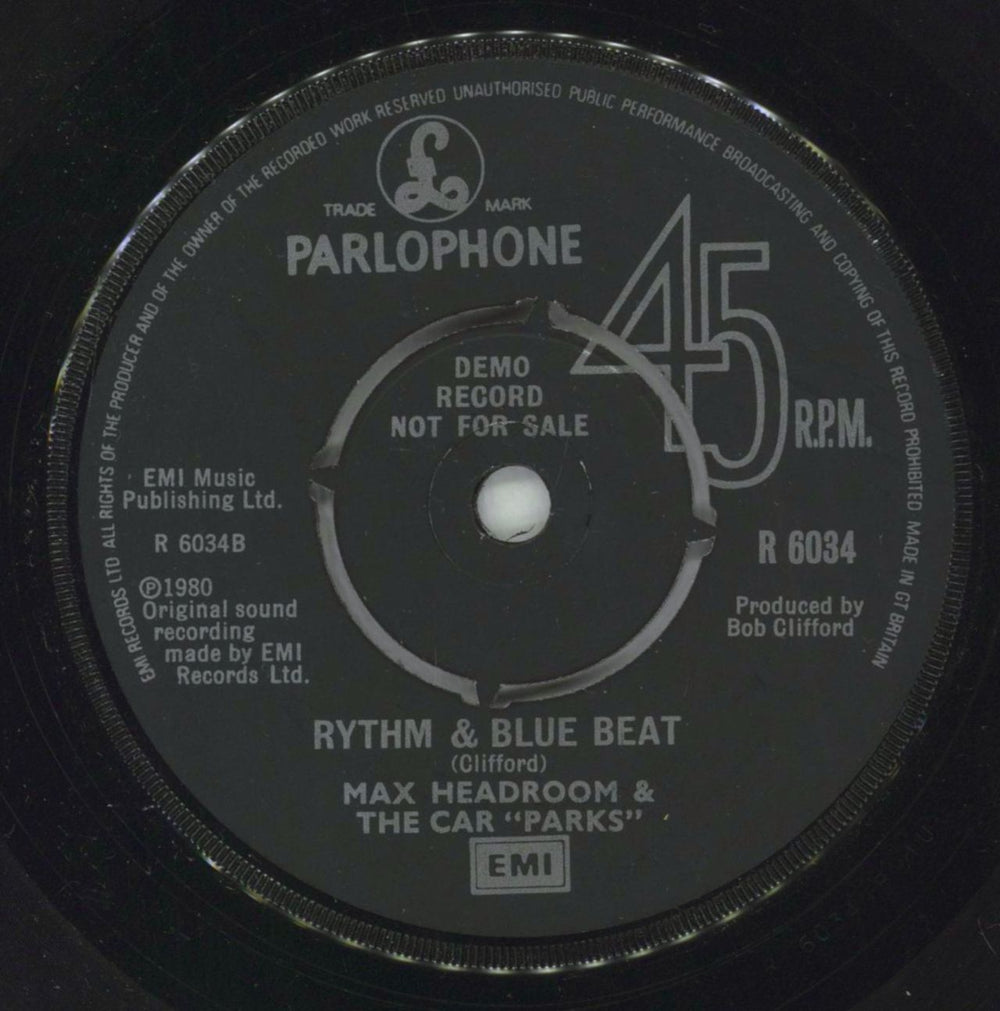 EMI RECORDS LTD ALL RIGHTS OF THE PRODUCER AND OF THE OWNER OF THE RECORDED WORK RESERVED UNAUTHORISED PUBLIC PERFORMANCE BROADCASTING AND COPYING OF THIS RECORD PROHIBITED MADE IN GT BRITAIN
£
TRADE MARK
PARLOPHONE
45 R.P.M.
DEMO
RECORD
NOT FOR SALE
EMI Music
Publishing Ltd.
R 6034B
℗1980
Original sound
recording
made by EMI
Records Ltd.
R 6034
Produced by
Bob Clifford
RYTHM & BLUE BEAT
(Clifford)
MAX HEADROOM &
THE CAR “PARKS”
EMI